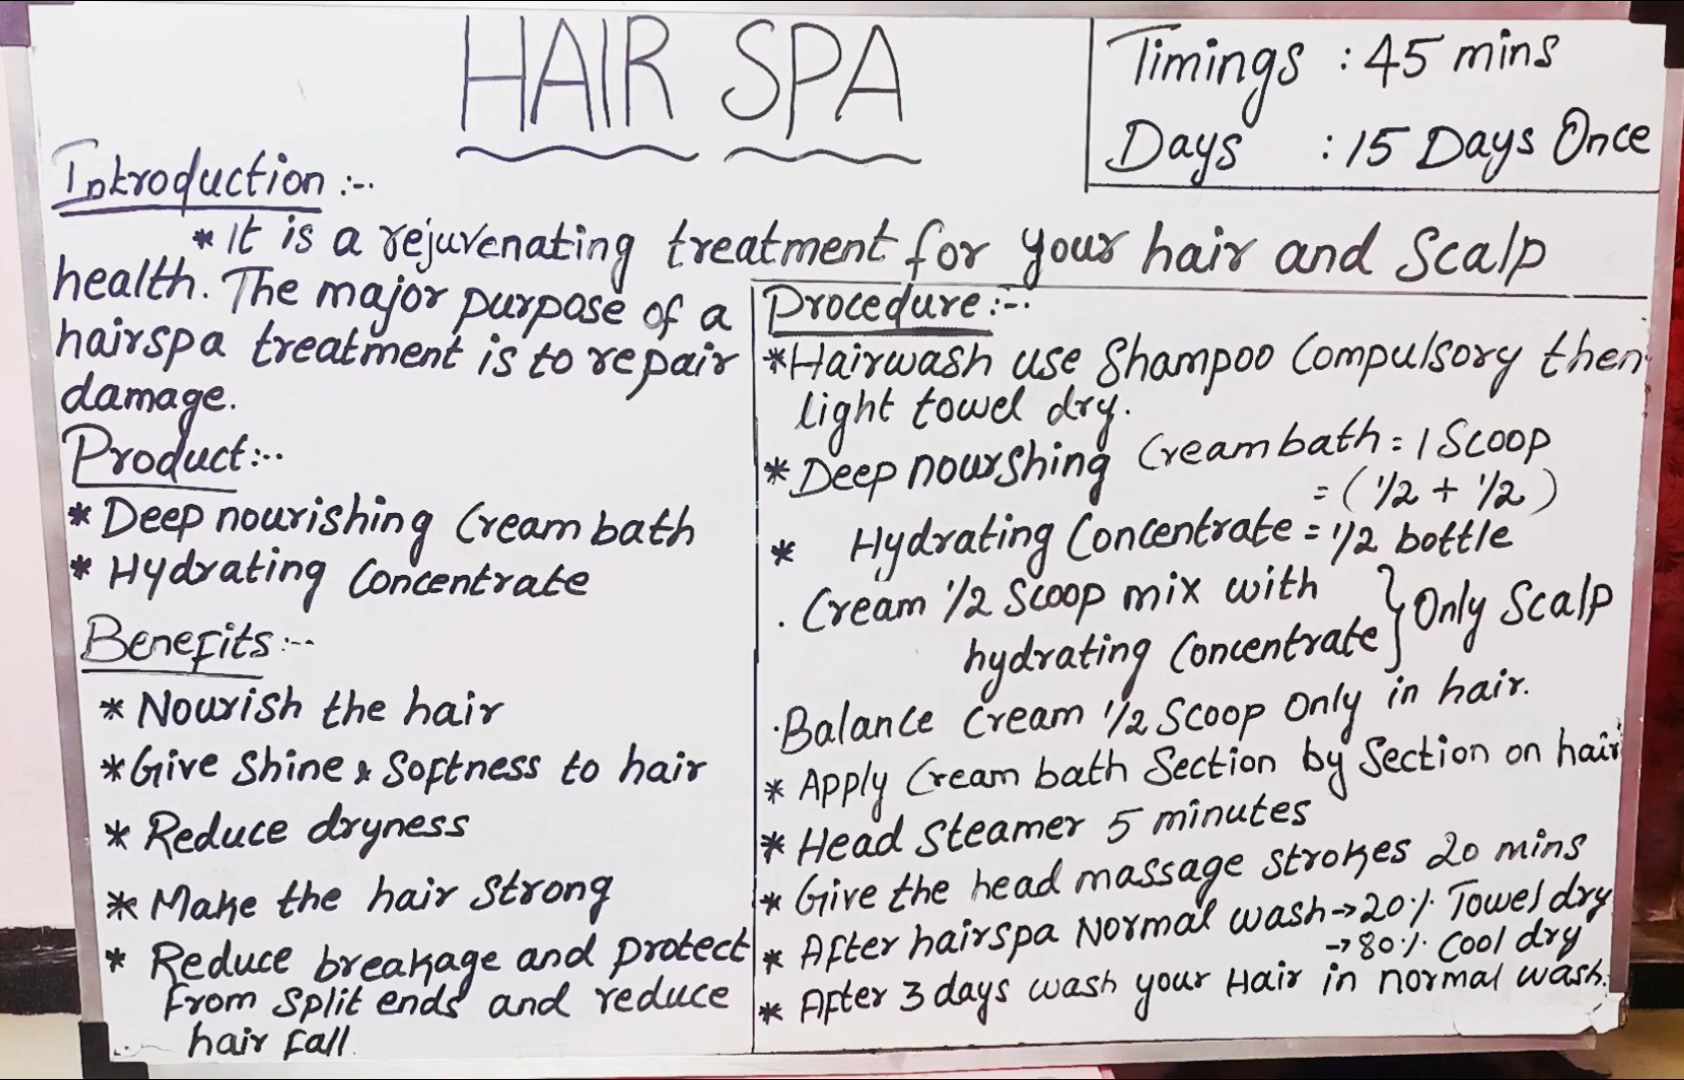 HAIR SPA
Timings : 45 mins
Days : 15 Days Once
Introduction :-.
* It is a rejuvenating treatment for your hair and Scalp
health. The major purpose of a
hairspa treatment is to repair
damage.
Product:-.
* Deep nourishing Cream bath
* Hydrating Concentrate
Benefits:--
* Nourish the hair
* Give Shine & Softness to hair
* Reduce dryness
* Make the hair Strong
* Reduce breakage and protect
from Split ends and reduce
hair fall.
Procedure:-.
* Hairwash use Shampoo Compulsory then
light towel dry.
* Deep nourshing Cream bath = 1 Scoop
= (1/2 + 1/2)
* Hydrating Concentrate = 1/2 bottle
. Cream 1/2 Scoop mix with
hydrating Concentrate } Only Scalp
. Balance Cream 1/2 Scoop Only in hair.
* Apply Cream bath Section by Section on hair
* Head Steamer 5 minutes
* Give the head massage Strokes 20 mins
* After hairspa Normal wash → 20% Towel dry
→ 80% Cool dry
* After 3 days wash your Hair in normal wash.